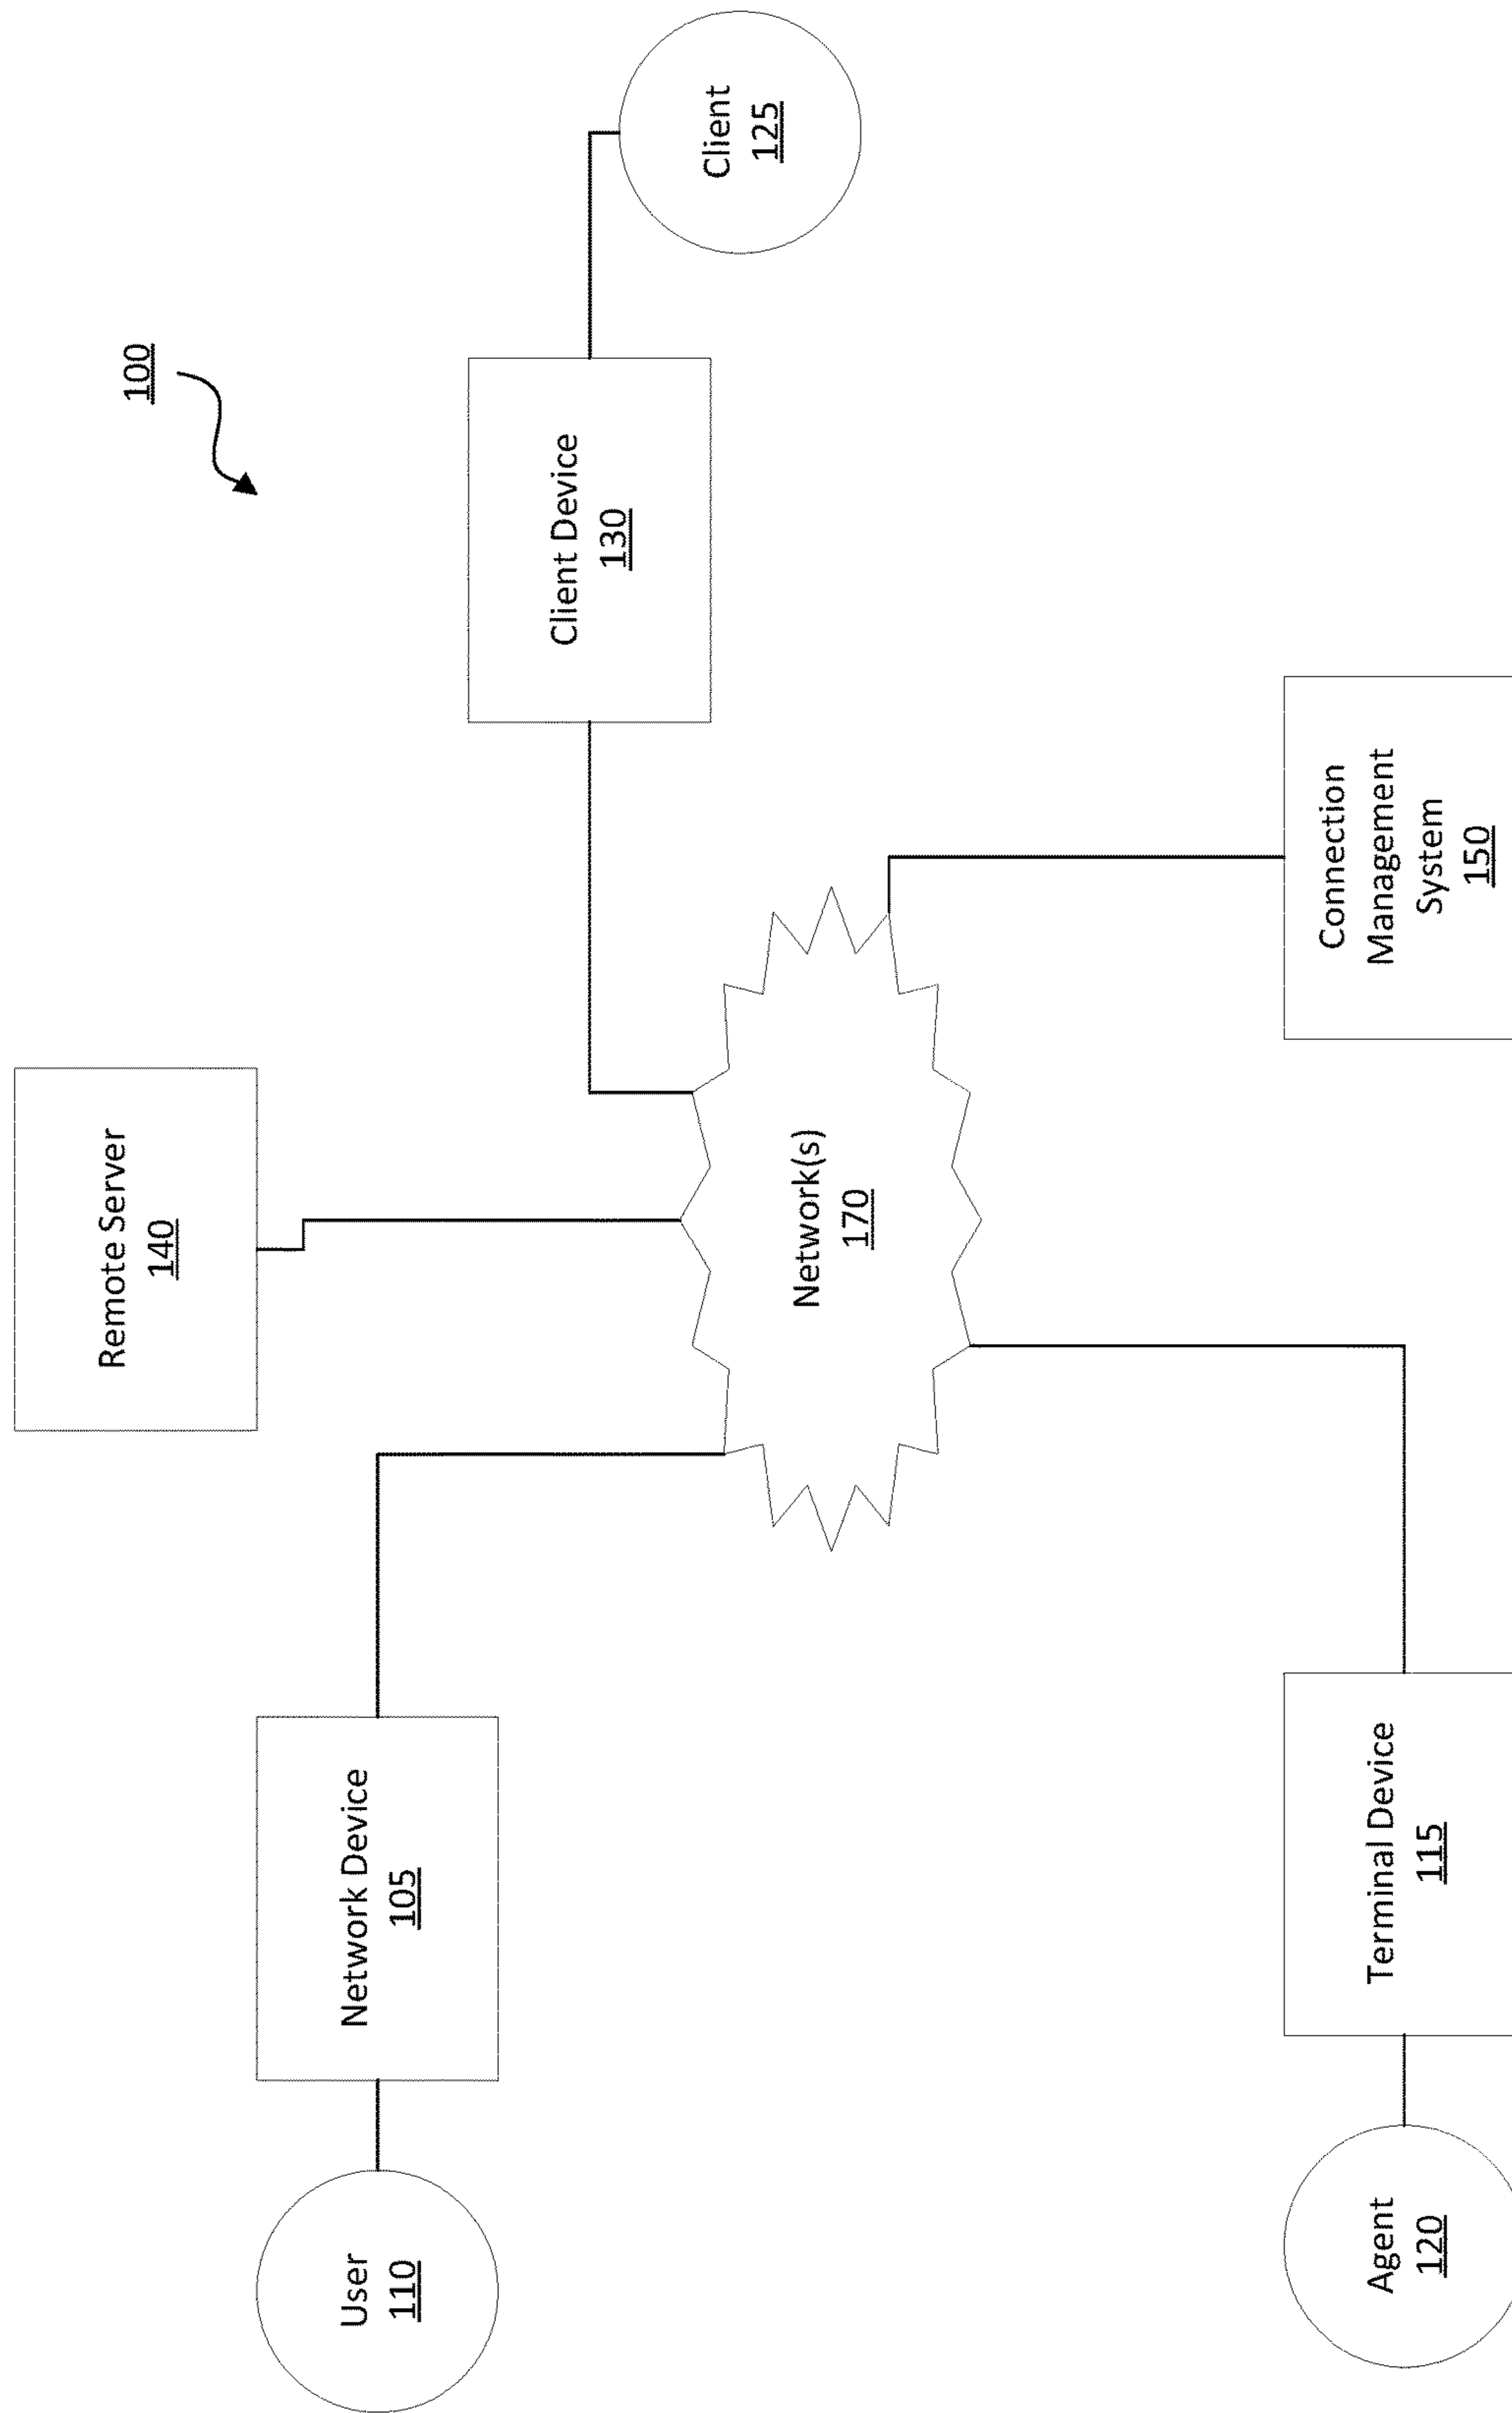 100
Remote Server
140
User
110
Network Device
105
Client Device
130
Client
125
Network(s)
170
Agent
120
Terminal Device
115
Connection
Management
System
150